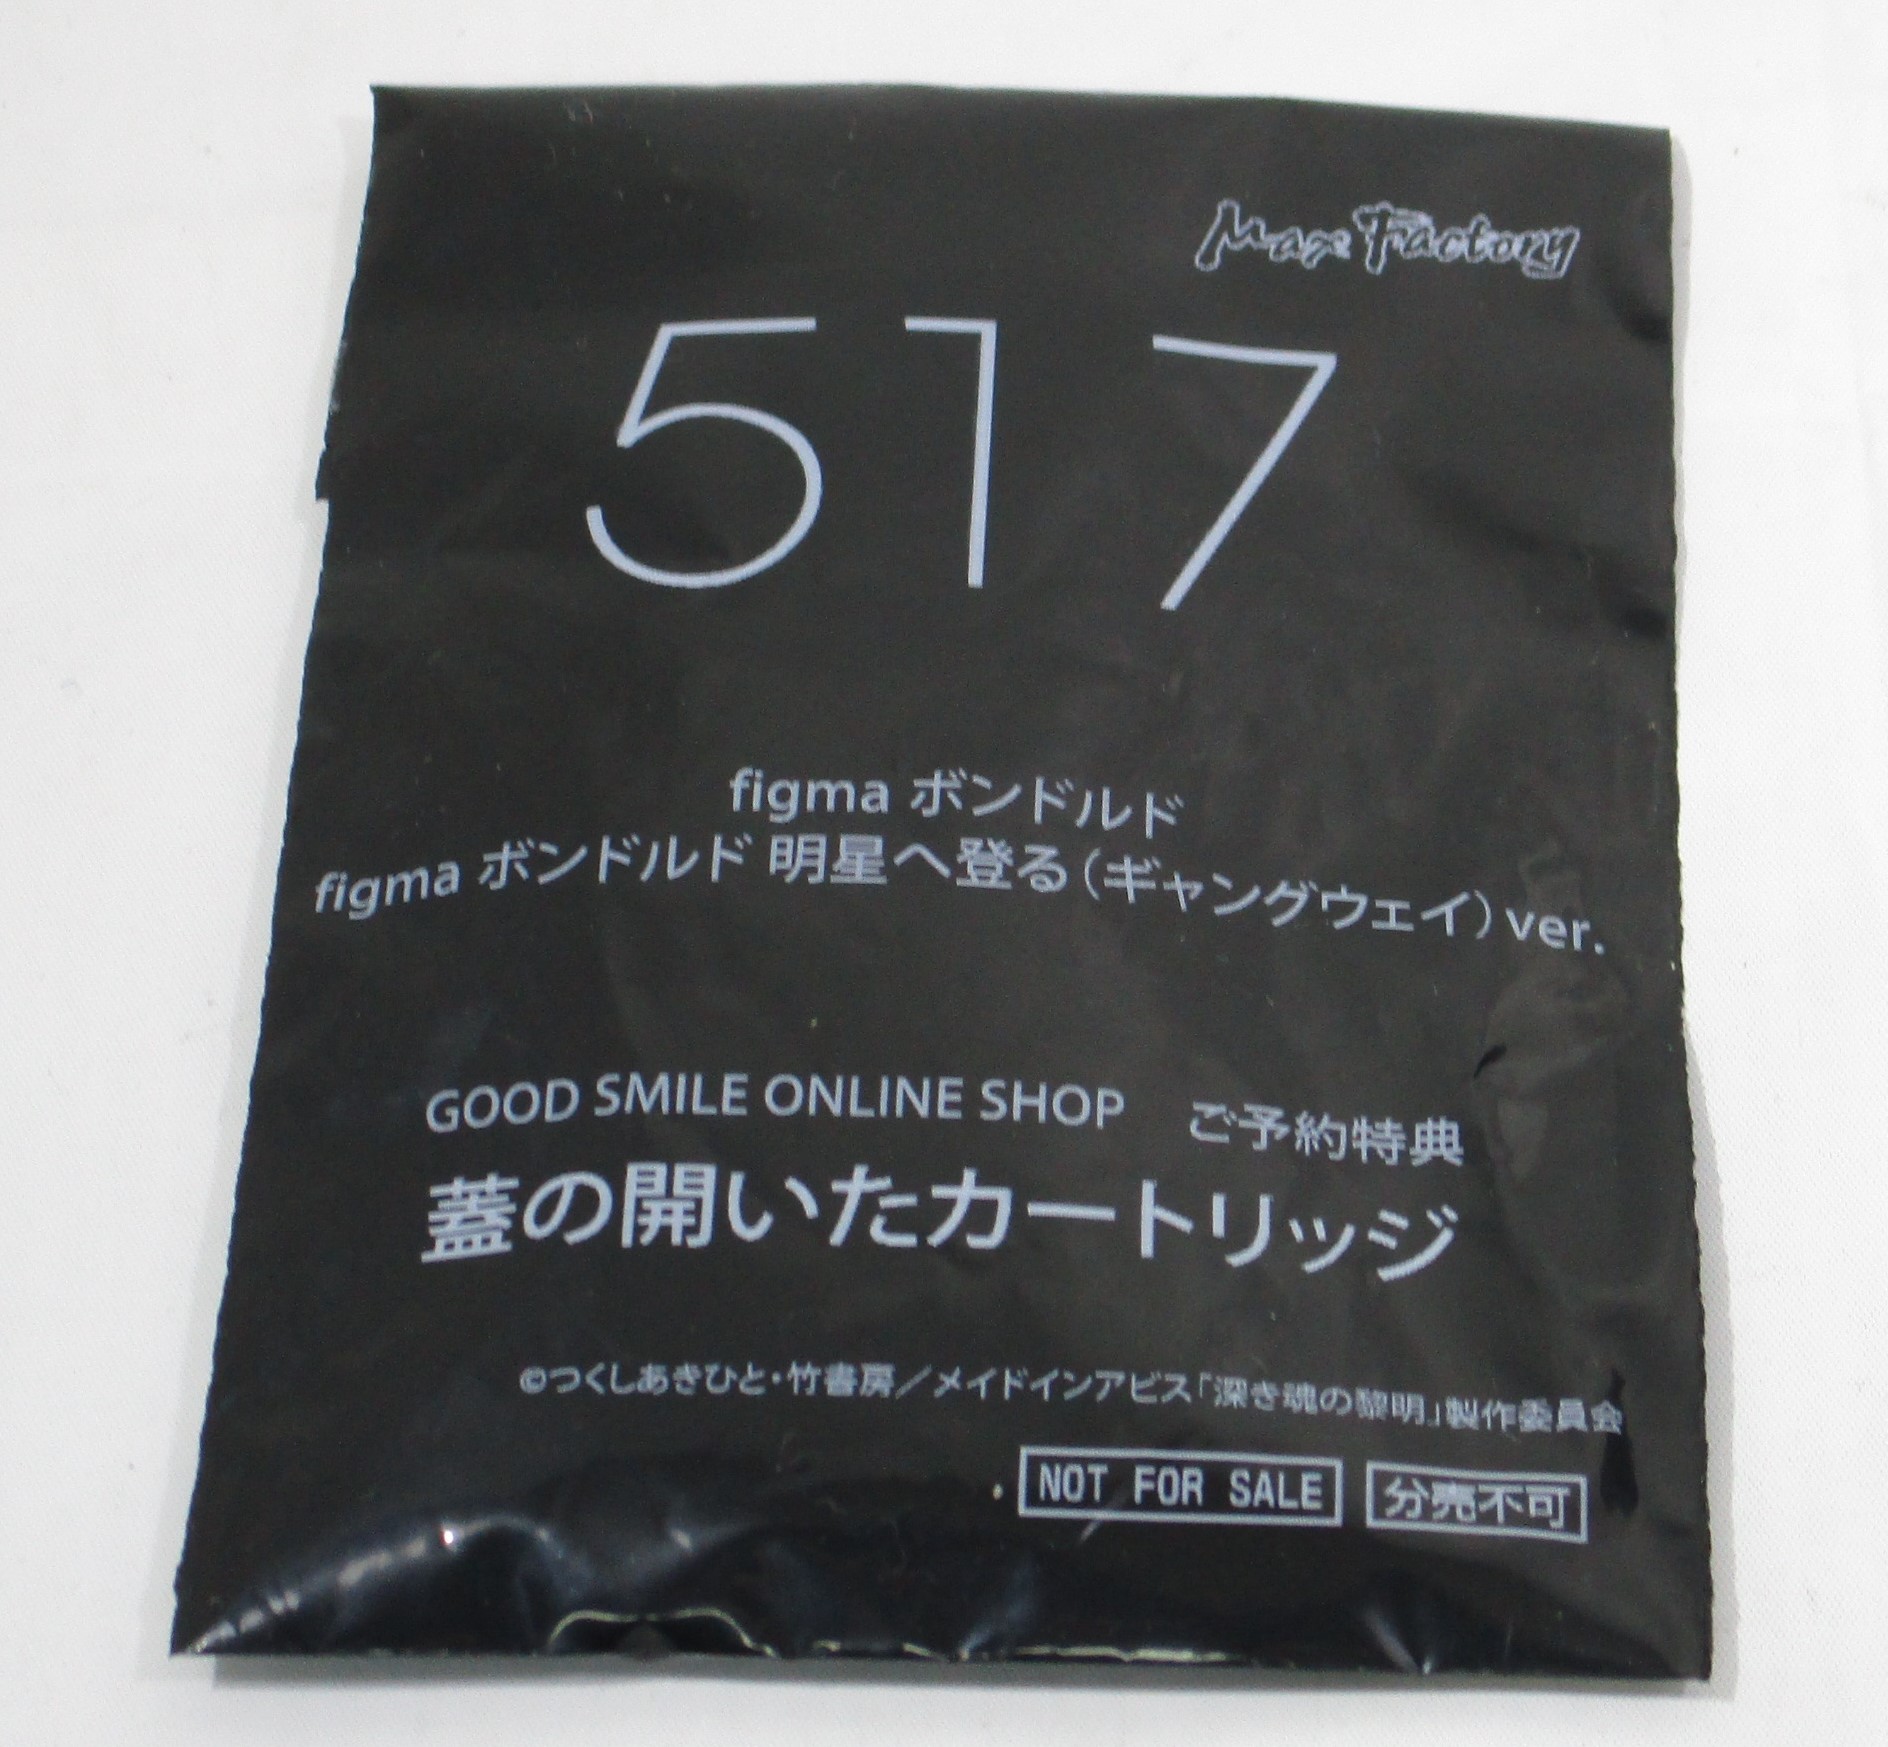 Max Factory
517
figma ボンドルド
figma ボンドルド 明星へ登る（ギャングウェイ）ver.
GOOD SMILE ONLINE SHOP ご予約特典
蓋の開いたカートリッジ
©つくしあきひと・竹書房／メイドインアビス「深き魂の黎明」製作委員会
NOT FOR SALE 分売不可